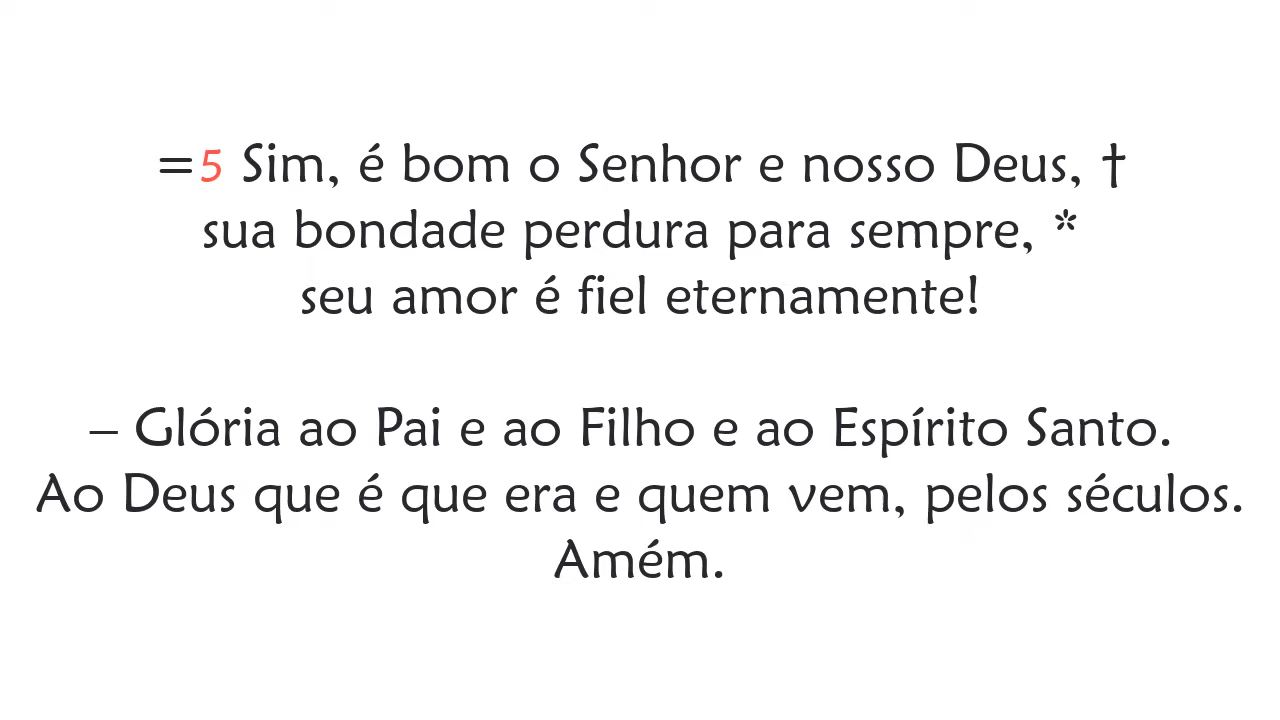 =5 Sim, é bom o Senhor e nosso Deus, †
sua bondade perdura para sempre, *
seu amor é fiel eternamente!
– Glória ao Pai e ao Filho e ao Espírito Santo.
Ao Deus que é que era e quem vem, pelos séculos.
Amém.